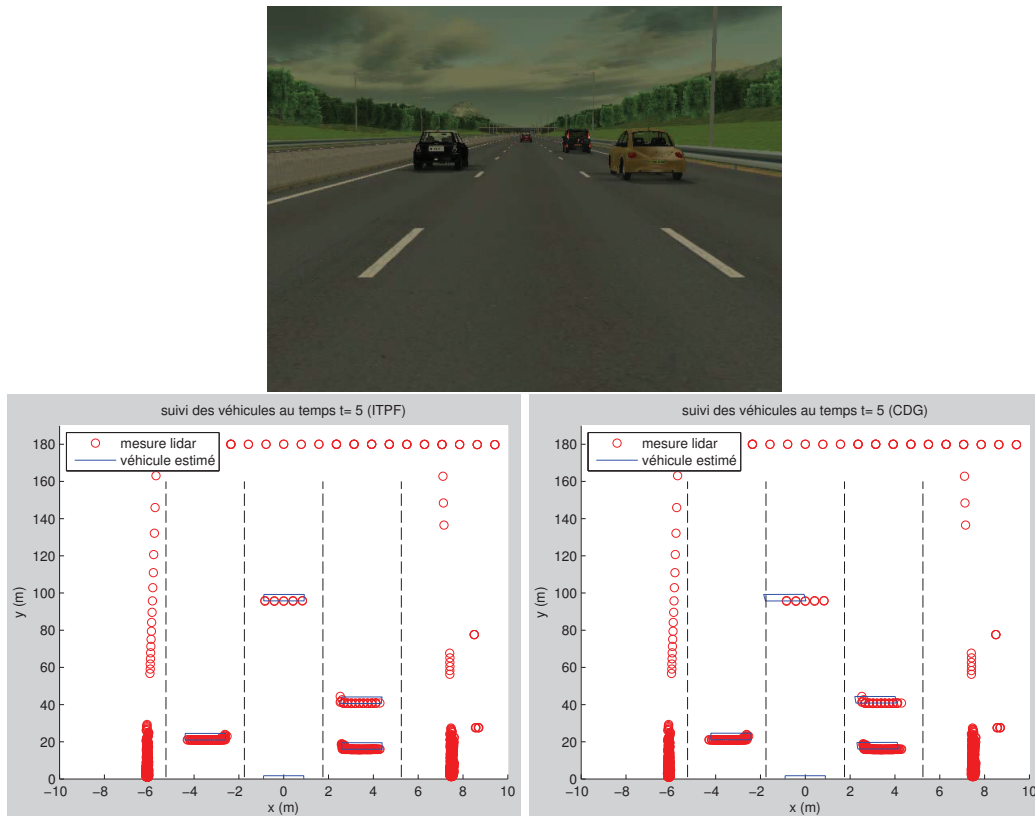 suivi des véhicules au temps t= 5 (ITPF)
mesure lidar
véhicule estimé
180
160
140
120
100
80
60
40
20
0
y (m)
−10 −8 −6 −4 −2 0 2 4 6 8 10
x (m)
suivi des véhicules au temps t= 5 (CDG)
mesure lidar
véhicule estimé
180
160
140
120
100
80
60
40
20
0
y (m)
−10 −8 −6 −4 −2 0 2 4 6 8 10
x (m)